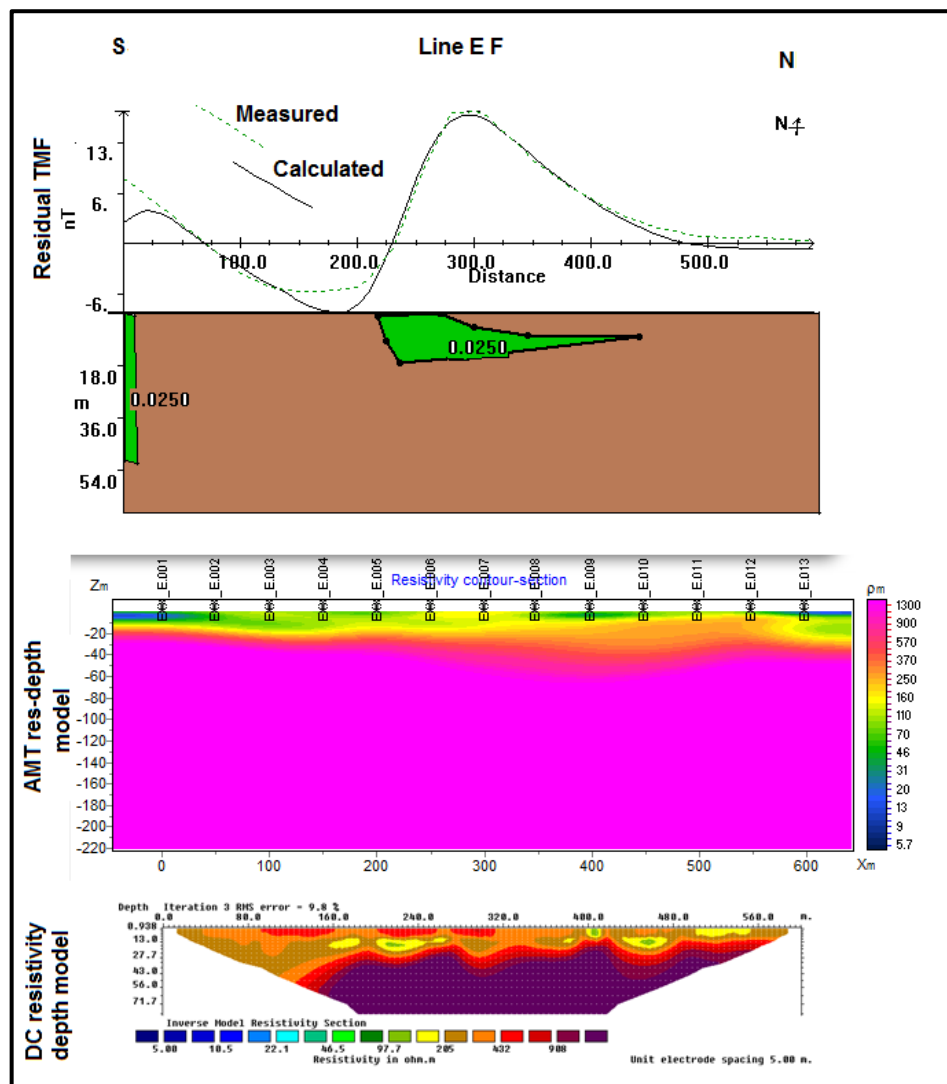 S
Line E F
N
Measured
Calculated
N
Residual TMF
nT
13.
6.
-6.
100.0
200.0
300.0
400.0
500.0
Distance
0.0250
0.0250
18.0
m
36.0
54.0
Zm
E.001
E.002
E.003
E.004
E.005
E.006
E.007
E.008
E.009
E.010
E.011
E.012
E.013
Resistivity contour-section
AMT res-depth
model
-20
-40
-60
-80
-100
-120
-140
-160
-180
-200
-220
0
100
200
300
400
500
600
Xm
ρm
1300
900
570
370
250
160
110
70
46
31
20
13
9
5.7
DC resistivity
depth model
Depth Iteration 3 RMS error - 9.8 %
0.0 80.0 160.0 240.0 320.0 400.0 480.0 560.0 m.
0.938
13.0
27.7
43.0
56.0
71.7
Inverse Model Resistivity Section
5.00 10.5 22.1 46.5 97.7 205 432 908
Resistivity in ohm.m
Unit electrode spacing 5.00 m.